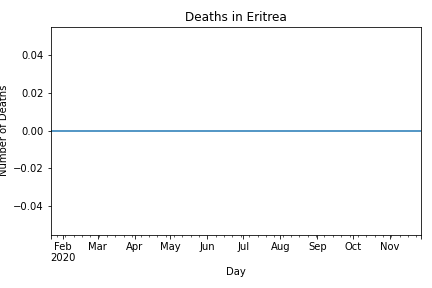 Deaths in Eritrea
Number of Deaths
0.04
0.02
0.00
−0.02
−0.04
Feb Mar Apr May Jun Jul Aug Sep Oct Nov
2020
Day